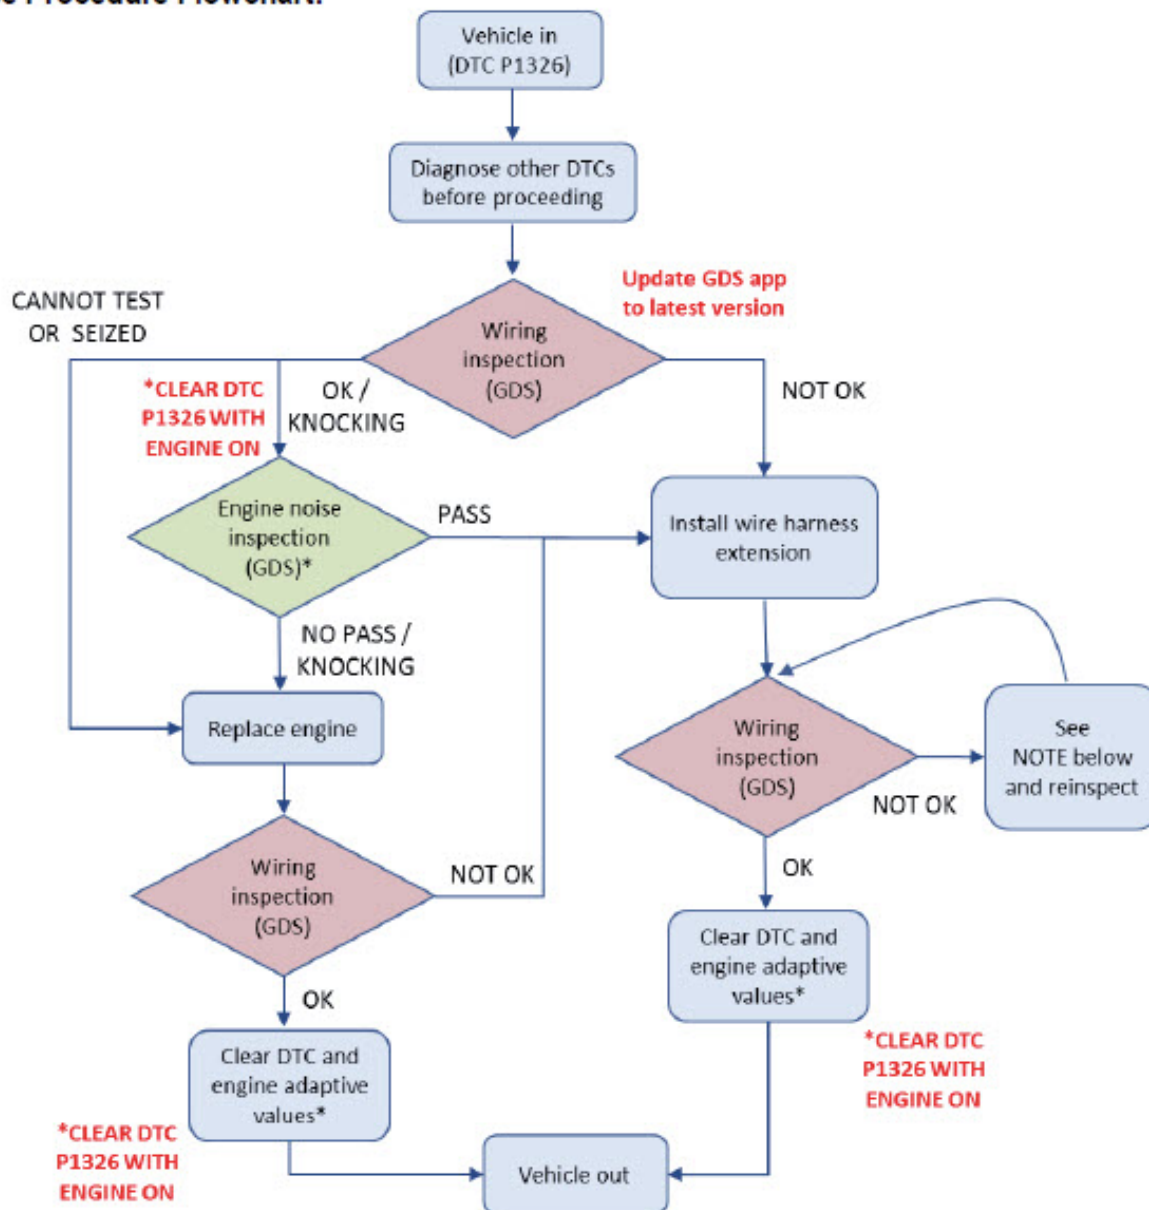 Procedure Flowchart:
Vehicle in
(DTC P1326)
Diagnose other DTCs
before proceeding
Update GDS app
to latest version
CANNOT TEST
OR SEIZED
Wiring
inspection
(GDS)
*CLEAR DTC
P1326 WITH
ENGINE ON
OK /
KNOCKING
NOT OK
Engine noise
inspection
(GDS)*
PASS
Install wire harness
extension
NO PASS /
KNOCKING
Replace engine
Wiring
inspection
(GDS)
NOT OK
See
NOTE below
and reinspect
Wiring
inspection
(GDS)
NOT OK
OK
OK
Clear DTC and
engine adaptive
values*
*CLEAR DTC
P1326 WITH
ENGINE ON
Clear DTC and
engine adaptive
values*
*CLEAR DTC
P1326 WITH
ENGINE ON
Vehicle out